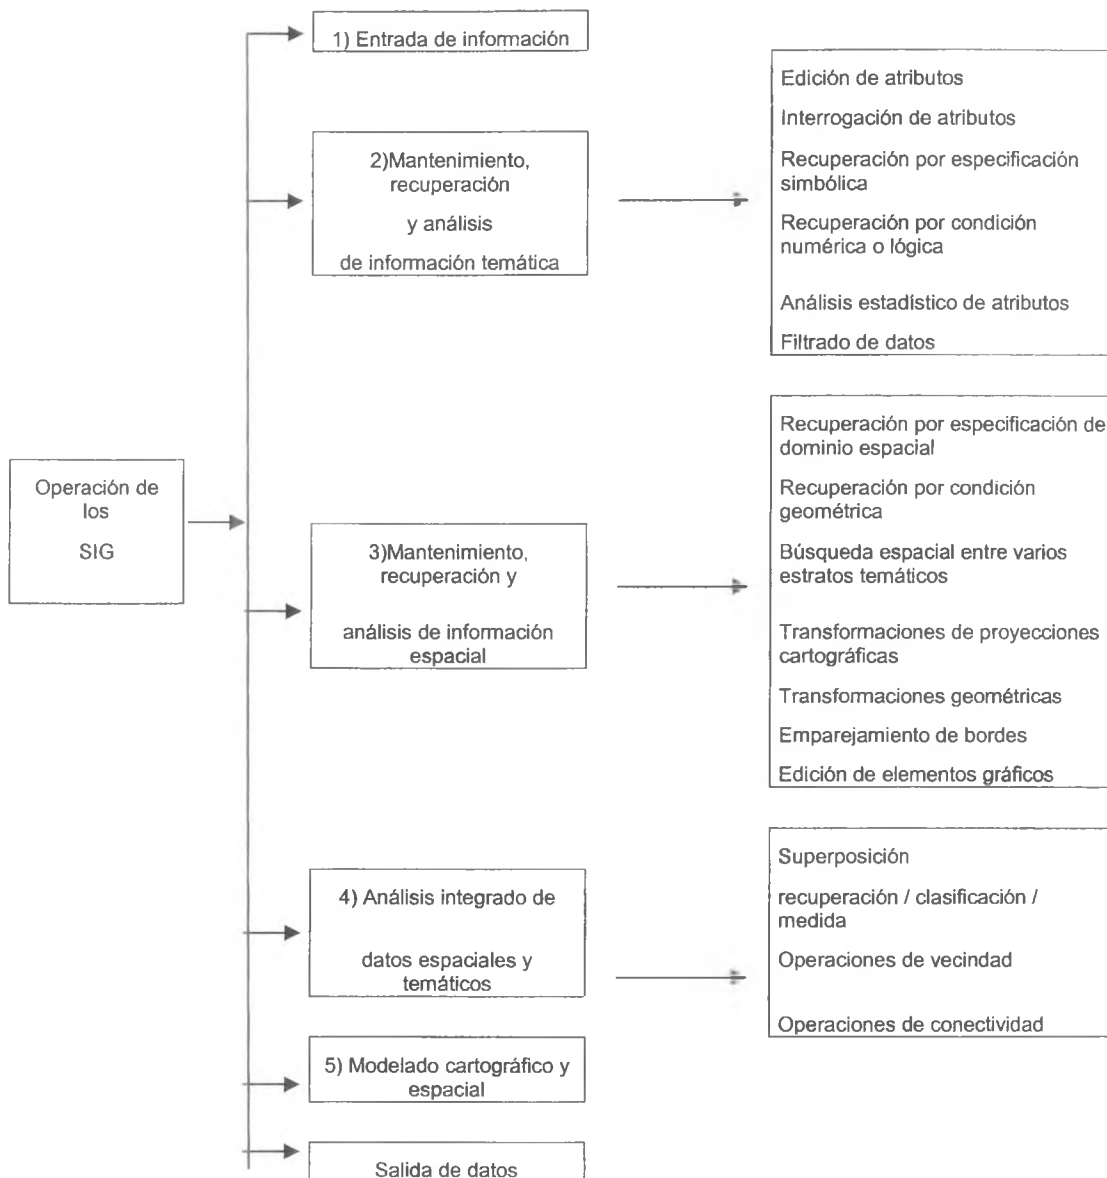 1) Entrada de información
2)Mantenimiento,
recuperación
y análisis
de información temática
Edición de atributos
Interrogación de atributos
Recuperación por especificación
simbólica
Recuperación por condición
numérica o lógica
Análisis estadístico de atributos
Filtrado de datos
Operación de
los
SIG
3)Mantenimiento,
recuperación y
análisis de información
espacial
Recuperación por especificación de
dominio espacial
Recuperación por condición
geométrica
Búsqueda espacial entre varios
estratos temáticos
Transformaciones de proyecciones
cartográficas
Transformaciones geométricas
Emparejamiento de bordes
Edición de elementos gráficos
4) Análisis integrado de
datos espaciales y
temáticos
Superposición
recuperación / clasificación /
medida
Operaciones de vecindad
Operaciones de conectividad
5) Modelado cartográfico y
espacial
Salida de datos